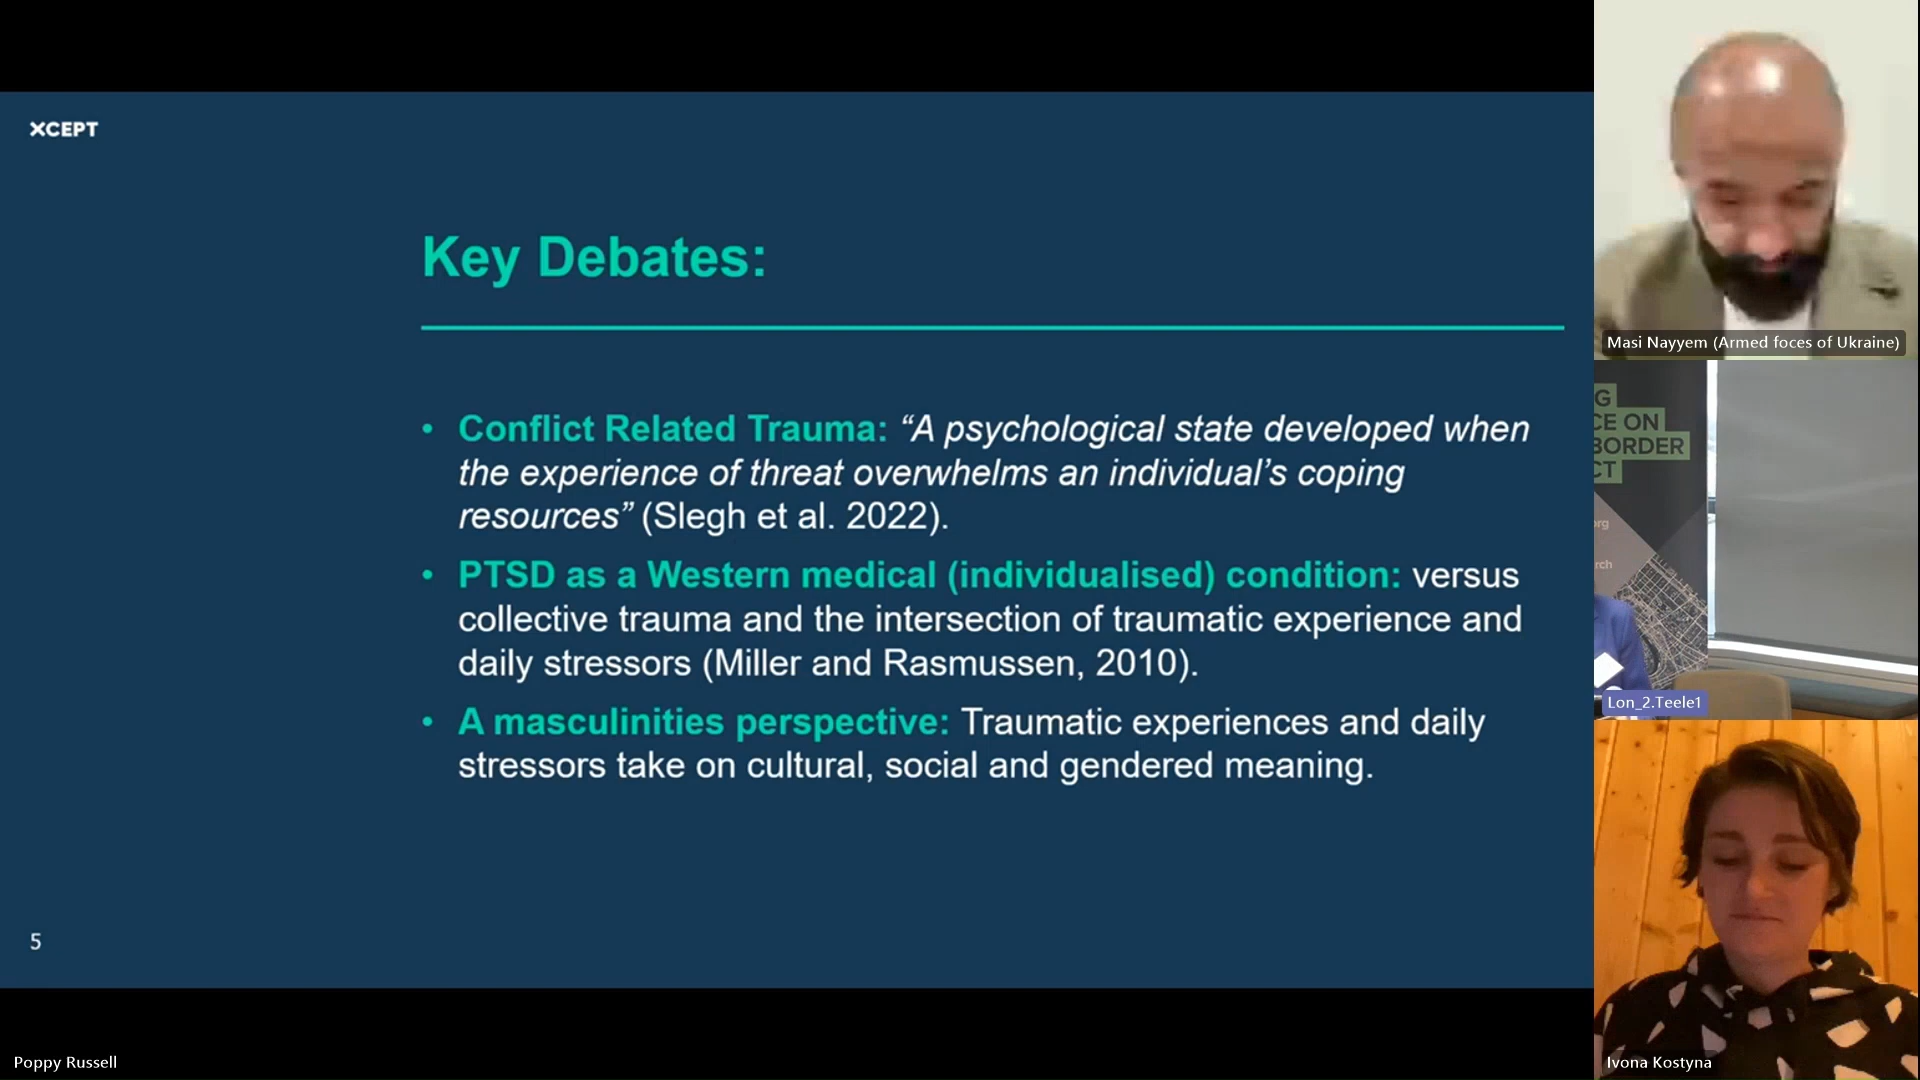 XCEPT
Key Debates:
• Conflict Related Trauma: “A psychological state developed when
the experience of threat overwhelms an individual’s coping
resources” (Slegh et al. 2022).
• PTSD as a Western medical (individualised) condition: versus
collective trauma and the intersection of traumatic experience and
daily stressors (Miller and Rasmussen, 2010).
• A masculinities perspective: Traumatic experiences and daily
stressors take on cultural, social and gendered meaning.
5
Poppy Russell
Masi Nayyem (Armed foces of Ukraine)
G
CE ON
BORDER
CT
org
rch
Lon_2.Teele1
Ivona Kostyna